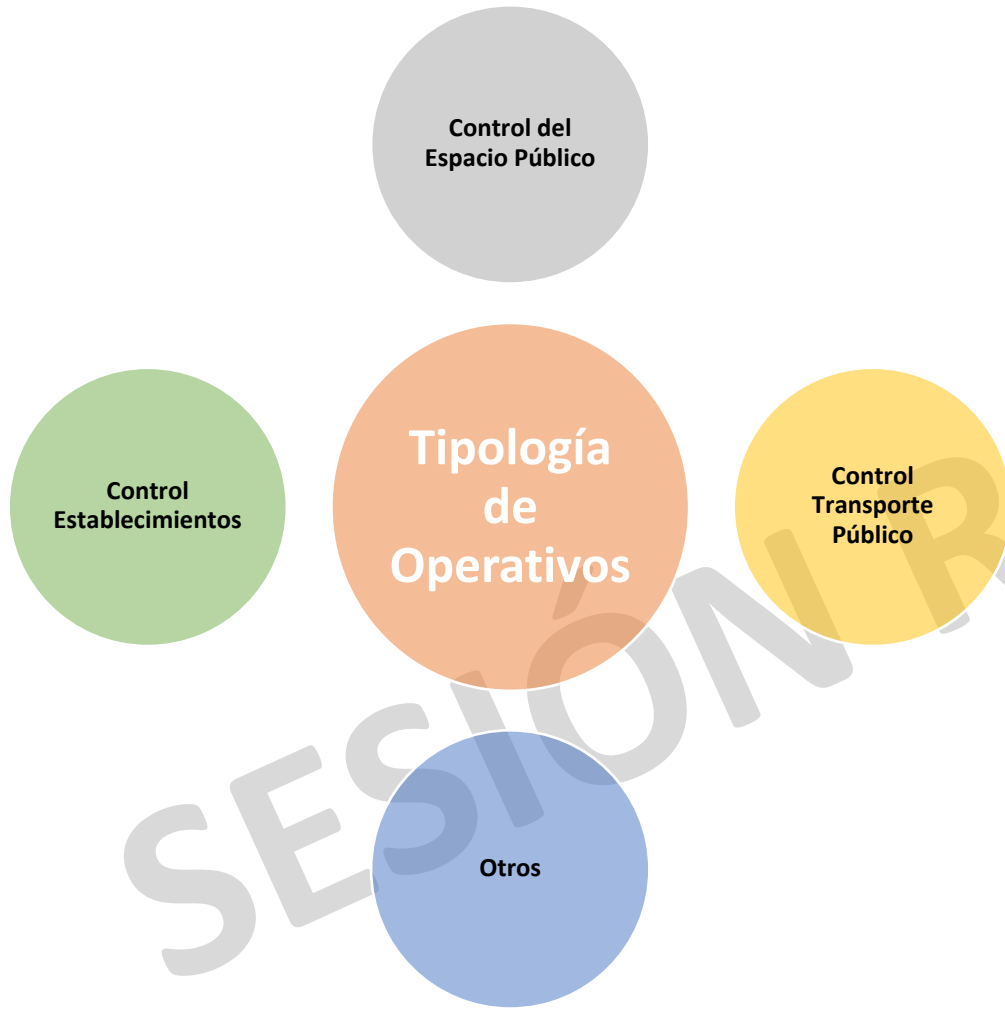 Control del
Espacio Público
Control
Establecimientos
Tipología
de
Operativos
Control
Transporte
Público
Otros
SESIÓN R